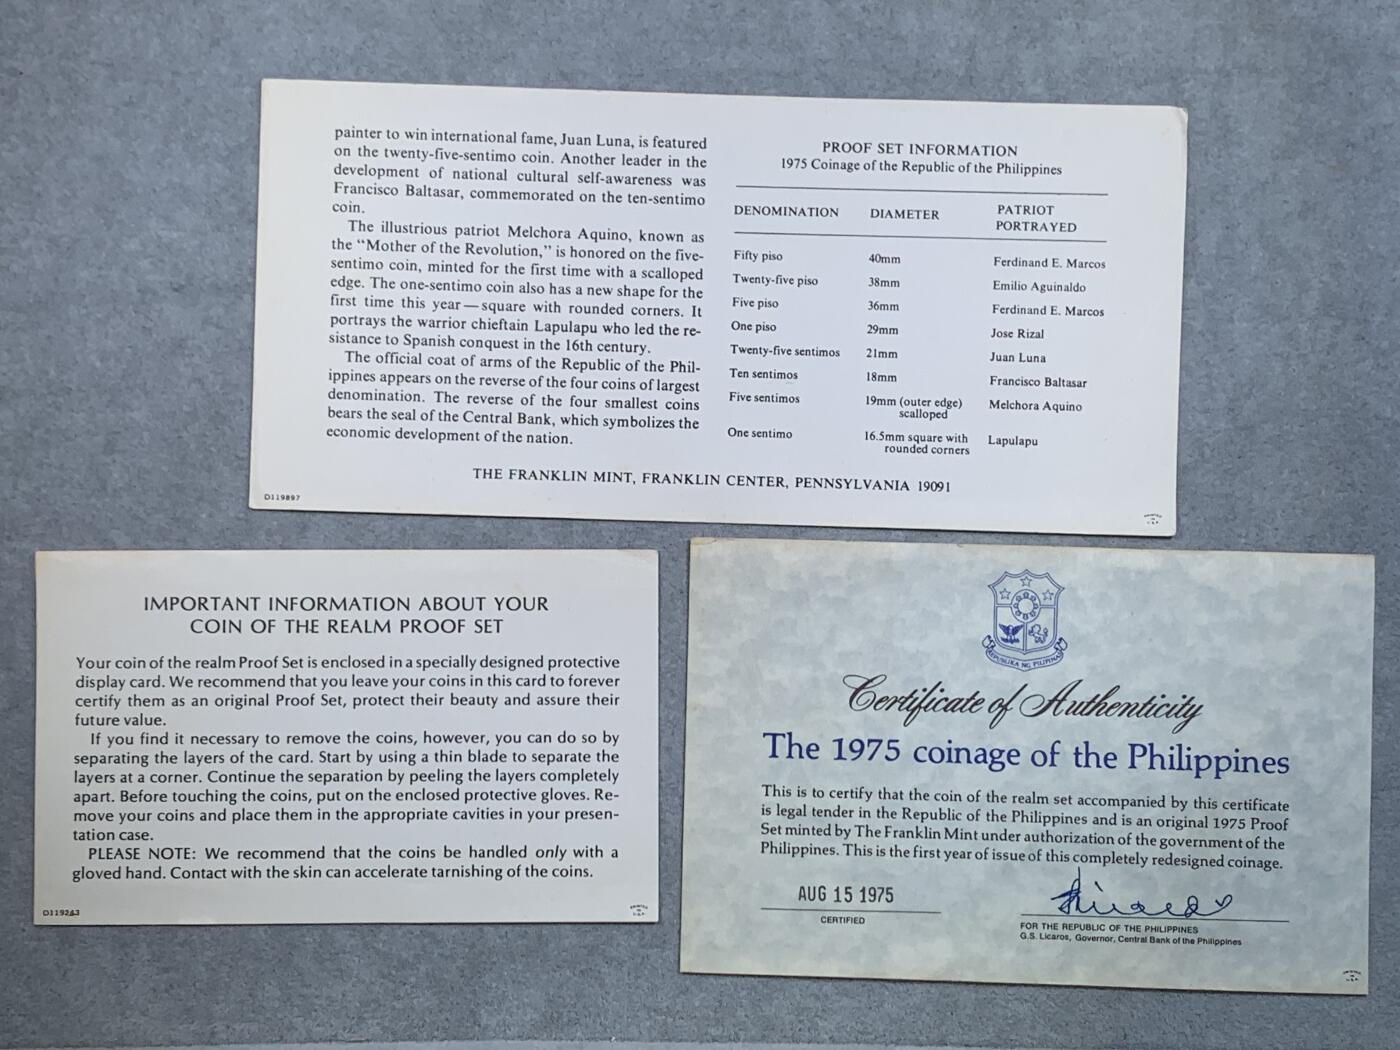 painter to win international fame, Juan Luna, is featured
on the twenty-five-sentimo coin. Another leader in the
development of national cultural self-awareness was
Francisco Baltasar, commemorated on the ten-sentimo
coin.
The illustrious patriot Melchora Aquino, known as
the "Mother of the Revolution," is honored on the five-
sentimo coin, minted for the first time with a scalloped
edge. The one-sentimo coin also has a new shape for the
first time this year—square with rounded corners. It
portrays the warrior chieftain Lapulapu who led the re-
sistance to Spanish conquest in the 16th century.
The official coat of arms of the Republic of the Phil-
ippines appears on the reverse of the four coins of largest
denomination. The reverse of the four smallest coins
bears the seal of the Central Bank, which symbolizes the
economic development of the nation.
PROOF SET INFORMATION
1975 Coinage of the Republic of the Philippines
DENOMINATION DIAMETER PATRIOT PORTRAYED
Fifty piso 40mm Ferdinand E. Marcos
Twenty-five piso 38mm Emilio Aguinaldo
Five piso 36mm Ferdinand E. Marcos
One piso 29mm Jose Rizal
Twenty-five sentimos 21mm Juan Luna
Ten sentimos 18mm Francisco Baltasar
Five sentimos 19mm (outer edge) Melchora Aquino
scalloped
One sentimo 16.5mm square with Lapulapu
rounded corners
THE FRANKLIN MINT, FRANKLIN CENTER, PENNSYLVANIA 19091
D119897
PRINTED
IN
U.S.A.
IMPORTANT INFORMATION ABOUT YOUR
COIN OF THE REALM PROOF SET
Your coin of the realm Proof Set is enclosed in a specially designed protective
display card. We recommend that you leave your coins in this card to forever
certify them as an original Proof Set, protect their beauty and assure their
future value.
If you find it necessary to remove the coins, however, you can do so by
separating the layers of the card. Start by using a thin blade to separate the
layers at a corner. Continue the separation by peeling the layers completely
apart. Before touching the coins, put on the enclosed protective gloves. Re-
move your coins and place them in the appropriate cavities in your presen-
tation case.
PLEASE NOTE: We recommend that the coins be handled only with a
gloved hand. Contact with the skin can accelerate tarnishing of the coins.
D119243
PRINTED
IN
U.S.A.
REPUBLIKA NG PILIPINAS
Certificate of Authenticity
The 1975 coinage of the Philippines
This is to certify that the coin of the realm set accompanied by this certificate
is legal tender in the Republic of the Philippines and is an original 1975 Proof
Set minted by The Franklin Mint under authorization of the government of the
Philippines. This is the first year of issue of this completely redesigned coinage.
AUG 15 1975
CERTIFIED
FOR THE REPUBLIC OF THE PHILIPPINES
G.S. Licaros, Governor, Central Bank of the Philippines